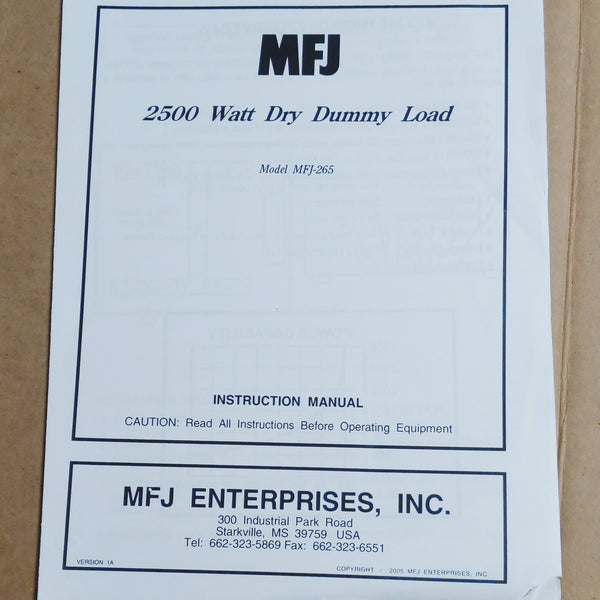 MFJ
2500 Watt Dry Dummy Load
Model MFJ-265
POWER CAPABILITY
INSTRUCTION MANUAL
CAUTION: Read All Instructions Before Operating Equipment
MFJ ENTERPRISES, INC.
300 Industrial Park Road
Starkville, MS 39759 USA
Tel: 662-323-5869 Fax: 662-323-6551
VERSION 1A
COPYRIGHT : 2005 MFJ ENTERPRISES, INC